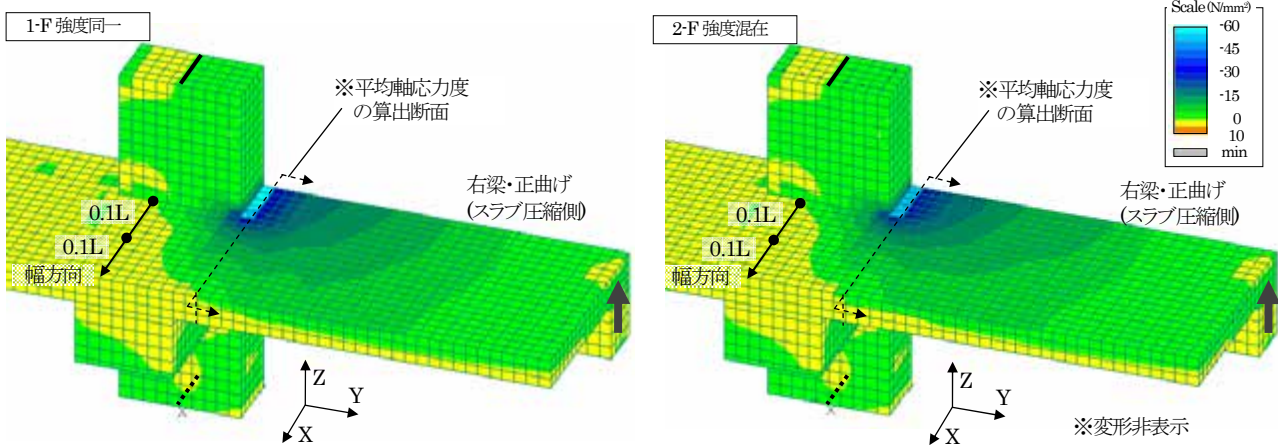 1-F 強度同一
※平均軸応力度
の算出断面
右梁・正曲げ
(スラブ圧縮側)
0.1L
0.1L
幅方向
Z
Y
X
2-F 強度混在
※平均軸応力度
の算出断面
右梁・正曲げ
(スラブ圧縮側)
0.1L
0.1L
幅方向
Z
Y
X
※変形非表示
Scale (N/mm²)
-60
-45
-30
-15
0
10
min